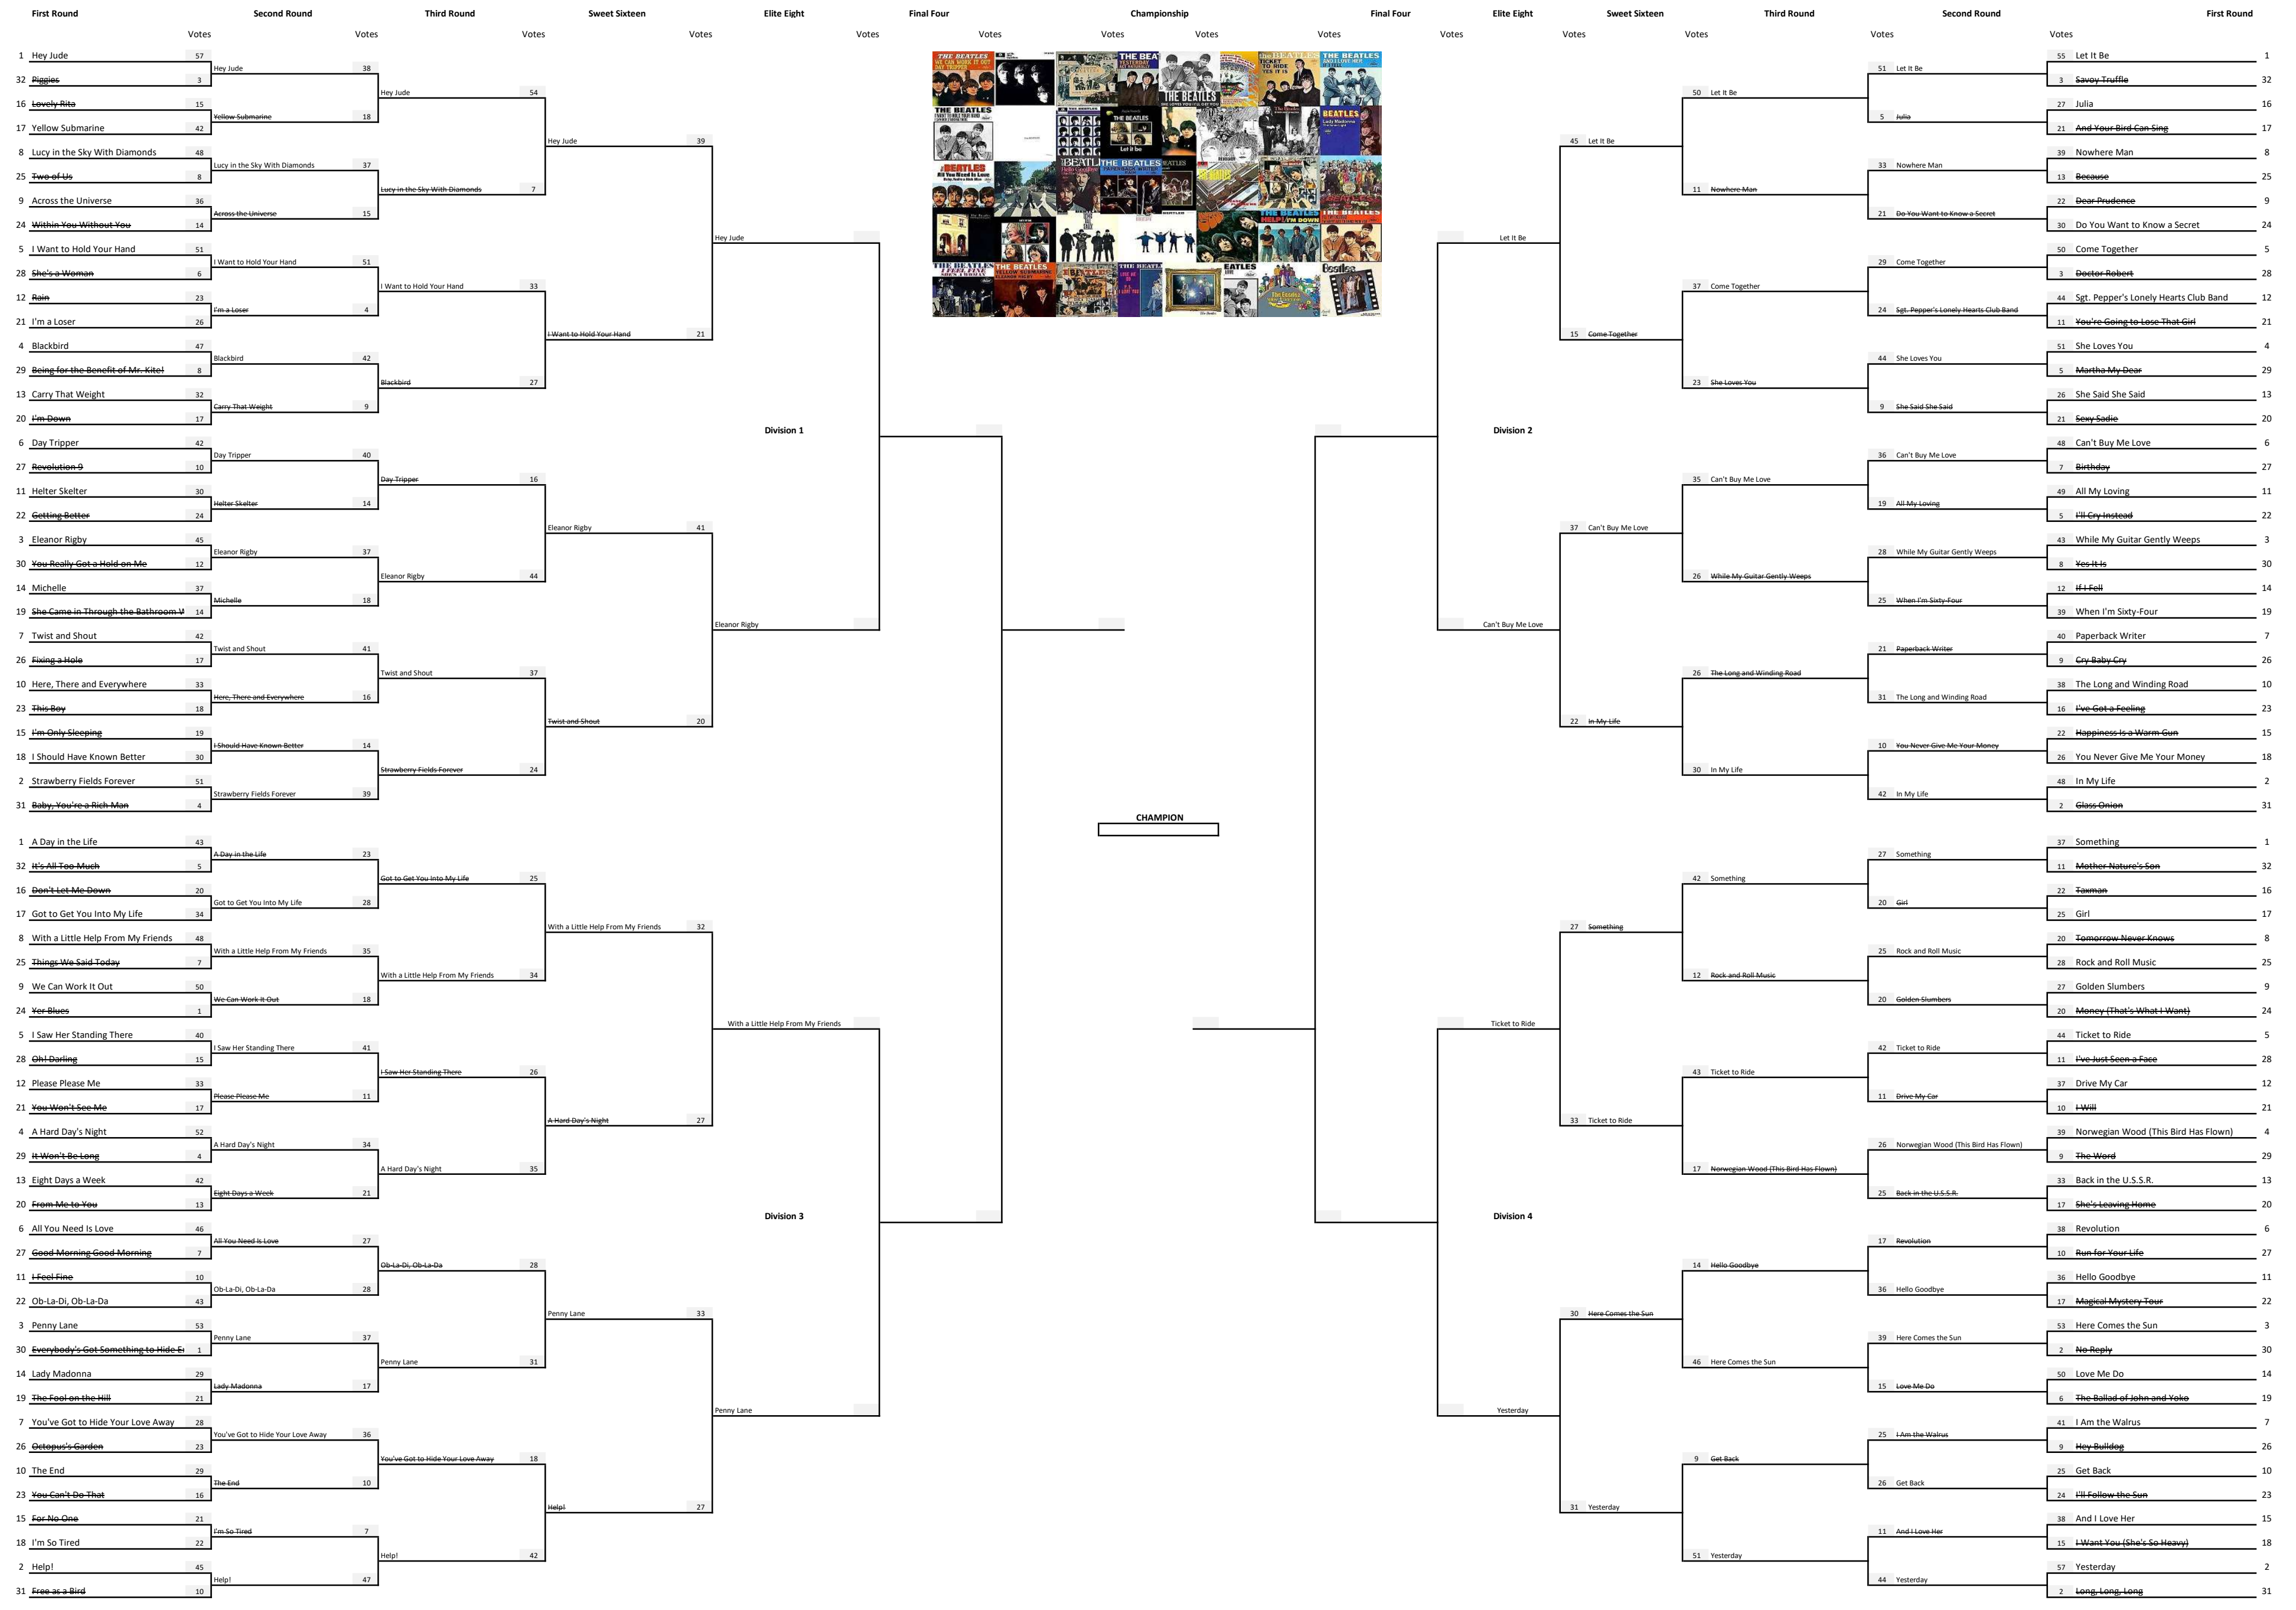 First Round Second Round Third Round Sweet Sixteen Elite Eight Final Four Championship Final Four Elite Eight Sweet Sixteen Third Round Second Round First Round
Votes Votes Votes Votes Votes Votes Votes Votes Votes Votes Votes Votes Votes Votes
1 Hey Jude 57
32 Piggies 3
16 Lovely Rita 15
17 Yellow Submarine 42
8 Lucy in the Sky With Diamonds 48
25 Two of Us 8
9 Across the Universe 36
24 Within You Without You 14
5 I Want to Hold Your Hand 51
28 She's a Woman 6
12 Rain 23
21 I'm a Loser 26
4 Blackbird 47
29 Being for the Benefit of Mr. Kite! 8
13 Carry That Weight 32
20 I'm Down 17
6 Day Tripper 42
27 Revolution 9 10
11 Helter Skelter 30
22 Getting Better 24
3 Eleanor Rigby 45
30 You Really Got a Hold on Me 12
14 Michelle 37
19 She Came in Through the Bathroom W 14
7 Twist and Shout 42
26 Fixing a Hole 17
10 Here, There and Everywhere 33
23 This Boy 18
15 I'm Only Sleeping 19
18 I Should Have Known Better 30
2 Strawberry Fields Forever 51
31 Baby, You're a Rich Man 4
1 A Day in the Life 43
32 It's All Too Much 5
16 Don't Let Me Down 20
17 Got to Get You Into My Life 34
8 With a Little Help From My Friends 48
25 Things We Said Today 7
9 We Can Work It Out 50
24 Yer Blues 1
5 I Saw Her Standing There 40
28 Oh! Darling 15
12 Please Please Me 33
21 You Won't See Me 17
4 A Hard Day's Night 52
29 It Won't Be Long 4
13 Eight Days a Week 42
20 From Me to You 13
6 All You Need Is Love 46
27 Good Morning Good Morning 7
11 I Feel Fine 10
22 Ob-La-Di, Ob-La-Da 43
3 Penny Lane 53
30 Everybody's Got Something to Hide E 1
14 Lady Madonna 29
19 The Fool on the Hill 21
7 You've Got to Hide Your Love Away 28
26 Octopus's Garden 23
10 The End 29
23 You Can't Do That 16
15 For No One 21
18 I'm So Tired 22
2 Help! 45
31 Free as a Bird 10
Hey Jude 38
Yellow Submarine 18
Lucy in the Sky With Diamonds 37
Across the Universe 15
I Want to Hold Your Hand 51
I'm a Loser 4
Blackbird 42
Carry That Weight 9
Day Tripper 40
Helter Skelter 14
Eleanor Rigby 37
Michelle 18
Twist and Shout 41
Here, There and Everywhere 16
I Should Have Known Better 14
Strawberry Fields Forever 39
A Day in the Life 23
Got to Get You Into My Life 28
With a Little Help From My Friends 35
We Can Work It Out 18
I Saw Her Standing There 41
Please Please Me 11
A Hard Day's Night 34
Eight Days a Week 21
All You Need Is Love 27
Ob-La-Di, Ob-La-Da 28
Penny Lane 37
Lady Madonna 17
You've Got to Hide Your Love Away 36
The End 10
I'm So Tired 7
Help! 47
Hey Jude 54
Lucy in the Sky With Diamonds 7
I Want to Hold Your Hand 33
Blackbird 27
Day Tripper 16
Eleanor Rigby 44
Twist and Shout 37
Strawberry Fields Forever 24
Got to Get You Into My Life 25
With a Little Help From My Friends 34
I Saw Her Standing There 26
A Hard Day's Night 35
Ob-La-Di, Ob-La-Da 28
Penny Lane 31
You've Got to Hide Your Love Away 18
Help! 42
Hey Jude 39
I Want to Hold Your Hand 21
Eleanor Rigby 41
Twist and Shout 20
With a Little Help From My Friends 32
A Hard Day's Night 27
Penny Lane 33
Help! 27
Hey Jude
Division 1
Eleanor Rigby
With a Little Help From My Friends
Division 3
Penny Lane
CHAMPION
Let It Be
Division 2
Can't Buy Me Love
Ticket to Ride
Division 4
Yesterday
45 Let It Be
15 Come Together
37 Can't Buy Me Love
22 In My Life
27 Something
33 Ticket to Ride
30 Here Comes the Sun
31 Yesterday
50 Let It Be
11 Nowhere Man
37 Come Together
23 She Loves You
35 Can't Buy Me Love
26 While My Guitar Gently Weeps
26 The Long and Winding Road
30 In My Life
42 Something
12 Rock and Roll Music
43 Ticket to Ride
17 Norwegian Wood (This Bird Has Flown)
14 Hello Goodbye
46 Here Comes the Sun
9 Get Back
51 Yesterday
51 Let It Be
5 Julia
33 Nowhere Man
21 Do You Want to Know a Secret
29 Come Together
24 Sgt. Pepper's Lonely Hearts Club Band
44 She Loves You
9 She Said She Said
36 Can't Buy Me Love
19 All My Loving
28 While My Guitar Gently Weeps
25 When I'm Sixty-Four
21 Paperback Writer
31 The Long and Winding Road
10 You Never Give Me Your Money
42 In My Life
27 Something
20 Girl
25 Rock and Roll Music
20 Golden Slumbers
42 Ticket to Ride
11 Drive My Car
26 Norwegian Wood (This Bird Has Flown)
25 Back in the U.S.S.R.
17 Revolution
36 Hello Goodbye
39 Here Comes the Sun
15 Love Me Do
25 I Am the Walrus
26 Get Back
11 And I Love Her
44 Yesterday
55 Let It Be 1
3 Savoy Truffle 32
27 Julia 16
21 And Your Bird Can Sing 17
39 Nowhere Man 8
13 Because 25
22 Dear Prudence 9
30 Do You Want to Know a Secret 24
50 Come Together 5
3 Doctor Robert 28
44 Sgt. Pepper's Lonely Hearts Club Band 12
11 You're Going to Lose That Girl 21
51 She Loves You 4
5 Martha My Dear 29
26 She Said She Said 13
21 Sexy Sadie 20
48 Can't Buy Me Love 6
7 Birthday 27
49 All My Loving 11
5 I'll Cry Instead 22
43 While My Guitar Gently Weeps 3
8 Yes It Is 30
12 If I Fell 14
39 When I'm Sixty-Four 19
40 Paperback Writer 7
9 Cry Baby Cry 26
38 The Long and Winding Road 10
16 I've Got a Feeling 23
22 Happiness Is a Warm Gun 15
26 You Never Give Me Your Money 18
48 In My Life 2
2 Glass Onion 31
37 Something 1
11 Mother Nature's Son 32
22 Taxman 16
25 Girl 17
20 Tomorrow Never Knows 8
28 Rock and Roll Music 25
27 Golden Slumbers 9
20 Money (That's What I Want) 24
44 Ticket to Ride 5
11 I've Just Seen a Face 28
37 Drive My Car 12
10 I Will 21
39 Norwegian Wood (This Bird Has Flown) 4
9 The Word 29
33 Back in the U.S.S.R. 13
17 She's Leaving Home 20
38 Revolution 6
10 Run for Your Life 27
36 Hello Goodbye 11
17 Magical Mystery Tour 22
53 Here Comes the Sun 3
2 No Reply 30
50 Love Me Do 14
6 The Ballad of John and Yoko 19
41 I Am the Walrus 7
9 Hey Bulldog 26
25 Get Back 10
24 I'll Follow the Sun 23
38 And I Love Her 15
15 I Want You (She's So Heavy) 18
57 Yesterday 2
2 Long, Long, Long 31